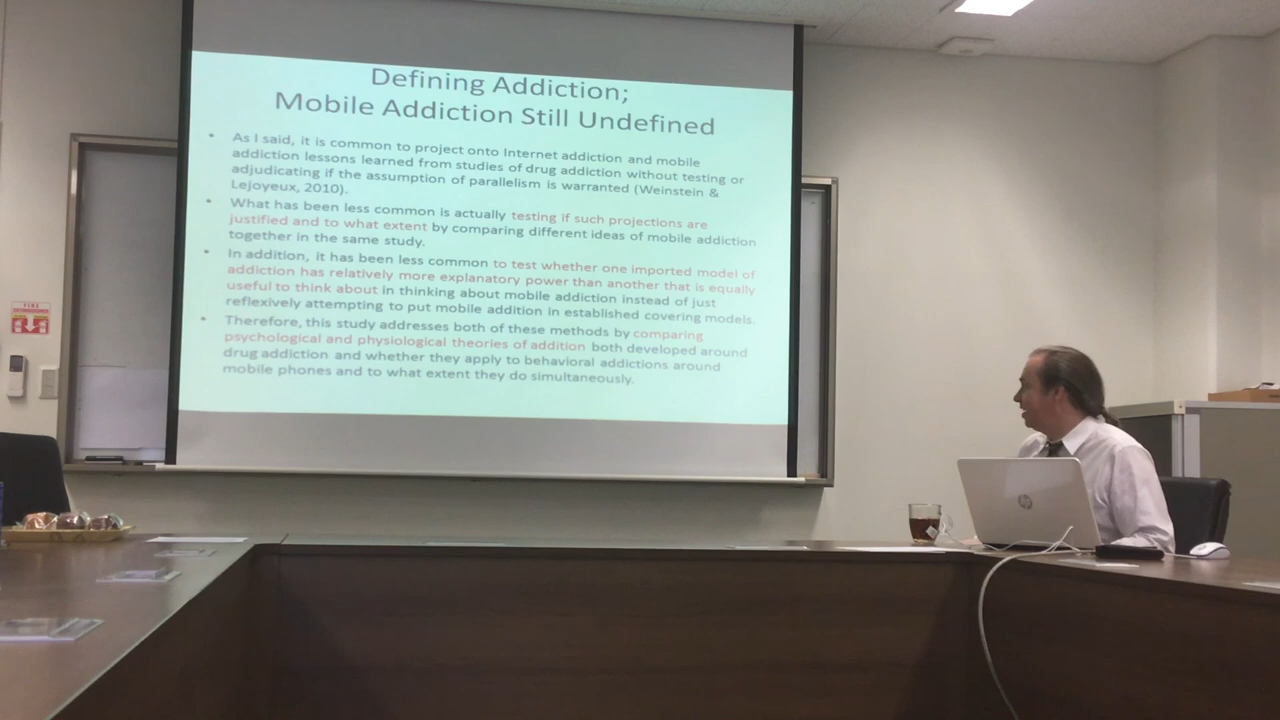 Defining Addiction;
Mobile Addiction Still Undefined
• As I said, it is common to project onto Internet addiction and mobile
addiction lessons learned from studies of drug addiction without testing or
adjudicating if the assumption of parallelism is warranted (Weinstein &
Lejoyeux, 2010).
• What has been less common is actually testing if such projections are
justified and to what extent by comparing different ideas of mobile addiction
together in the same study.
• In addition, it has been less common to test whether one imported model of
addiction has relatively more explanatory power than another that is equally
useful to think about in thinking about mobile addiction instead of just
reflexively attempting to put mobile addition in established covering models.
• Therefore, this study addresses both of these methods by comparing
psychological and physiological theories of addition both developed around
drug addiction and whether they apply to behavioral addictions around
mobile phones and to what extent they do simultaneously.
FIRE
EXTINGUISHER
hp